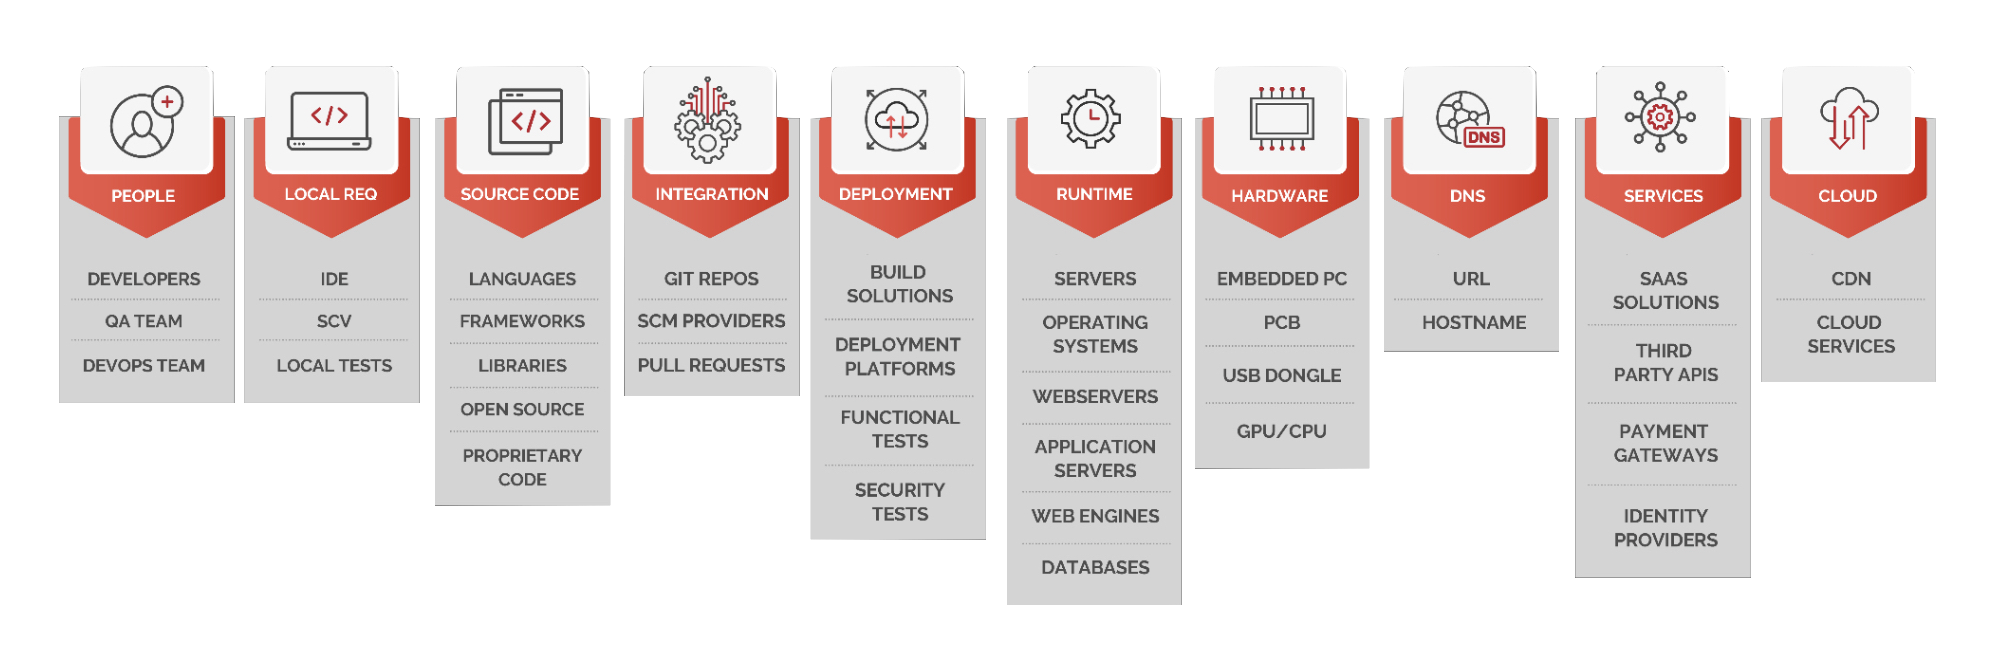 PEOPLE
DEVELOPERS
QA TEAM
DEVOPS TEAM
</>
LOCAL REQ
IDE
SCV
LOCAL TESTS
</>
SOURCE CODE
LANGUAGES
FRAMEWORKS
LIBRARIES
OPEN SOURCE
PROPRIETARY
CODE
INTEGRATION
GIT REPOS
SCM PROVIDERS
PULL REQUESTS
DEPLOYMENT
BUILD
SOLUTIONS
DEPLOYMENT
PLATFORMS
FUNCTIONAL
TESTS
SECURITY
TESTS
RUNTIME
SERVERS
OPERATING
SYSTEMS
WEBSERVERS
APPLICATION
SERVERS
WEB ENGINES
DATABASES
HARDWARE
EMBEDDED PC
PCB
USB DONGLE
GPU/CPU
DNS
DNS
URL
HOSTNAME
SERVICES
SAAS
SOLUTIONS
THIRD
PARTY APIS
PAYMENT
GATEWAYS
IDENTITY
PROVIDERS
CLOUD
CDN
CLOUD
SERVICES